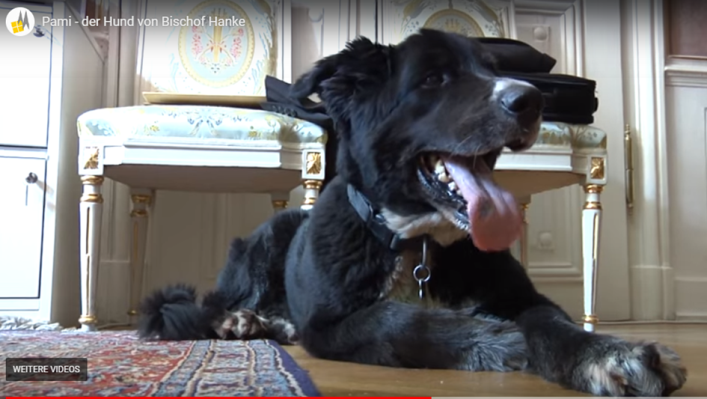 Pami - der Hund von Bischof Hanke
WEITERE VIDEOS